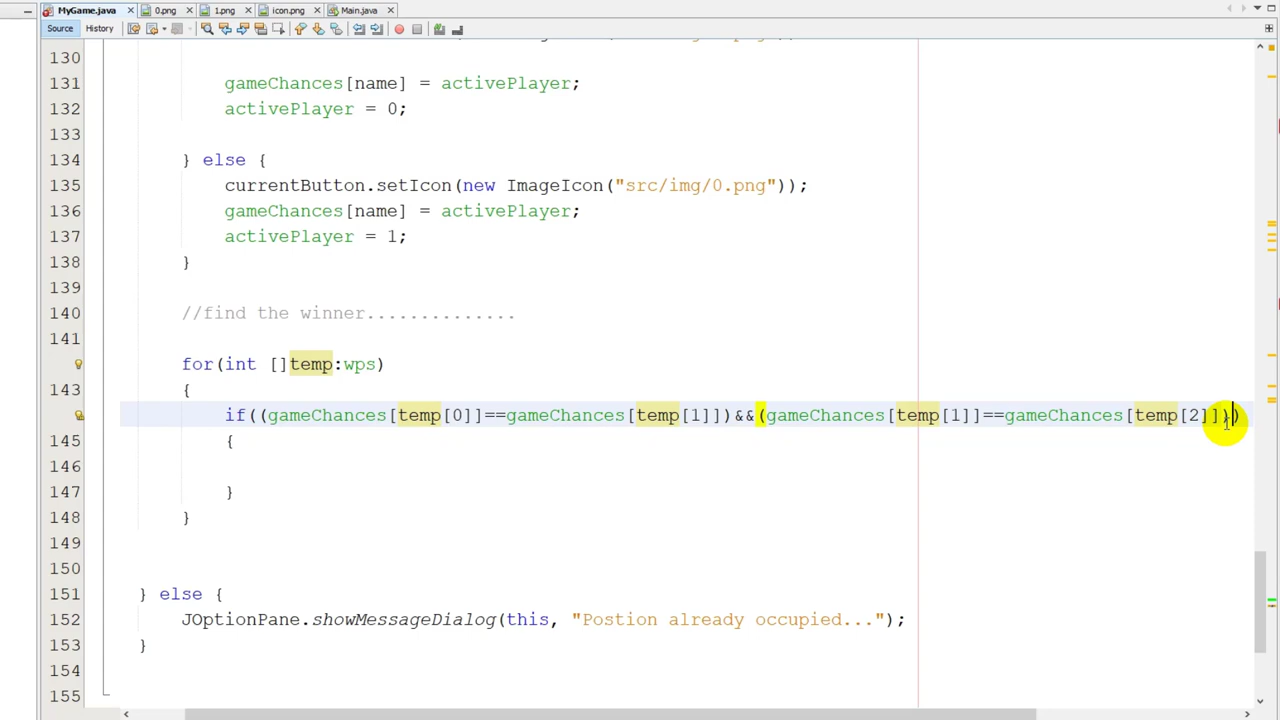 MyGame.java 0.png 1.png icon.png Main.java
Source History
130
131 gameChances[name] = activePlayer;
132 activePlayer = 0;
133
134 } else {
135 currentButton.setIcon(new ImageIcon("src/img/0.png"));
136 gameChances[name] = activePlayer;
137 activePlayer = 1;
138 }
139
140 //find the winner..............
141
for(int []temp:wps)
143 {
if((gameChances[temp[0]]==gameChances[temp[1]])&&(gameChances[temp[1]]==gameChances[temp[2]]))
145 {
146
147 }
148 }
149
150
151 } else {
152 JOptionPane.showMessageDialog(this, "Postion already occupied...");
153 }
154
155